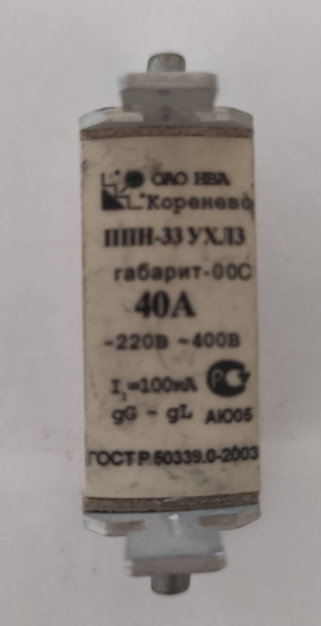 ОАО НВА
Коренево
ППН-33 УХЛ3
габарит-00С
40А
-220В ~400В
I₁=100кА
gG - gL АЮ05
ГОСТ Р 50339.0-2003